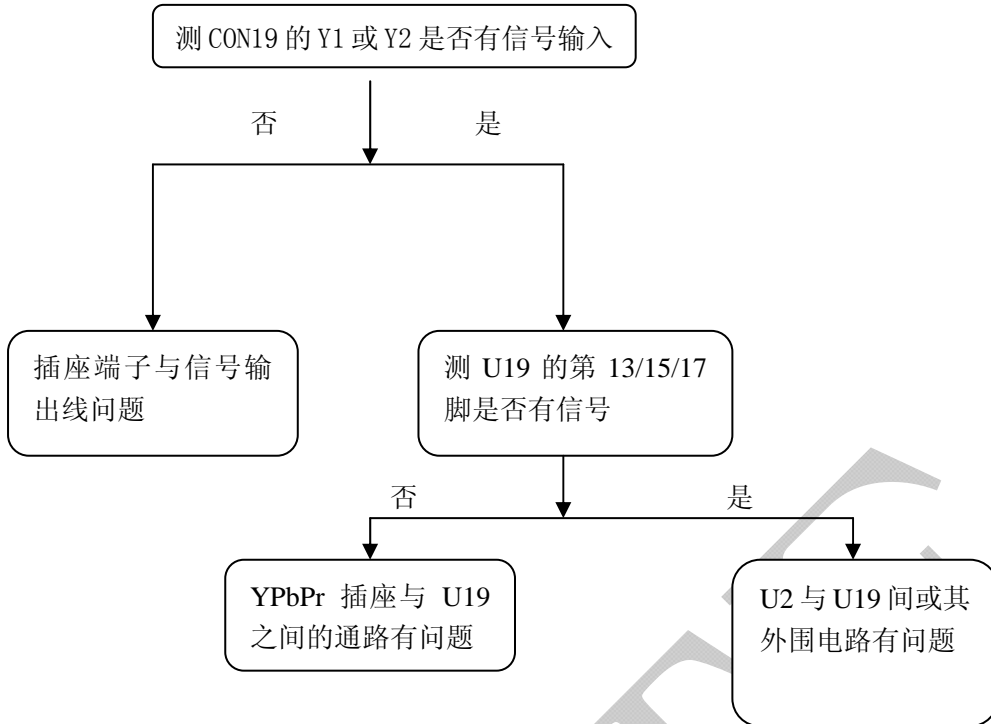 测 CON19 的 Y1 或 Y2 是否有信号输入
否
是
插座端子与信号输
出线问题
测 U19 的第 13/15/17
脚是否有信号
否
是
YPbPr 插座与 U19
之间的通路有问题
U2 与 U19 间或其
外围电路有问题